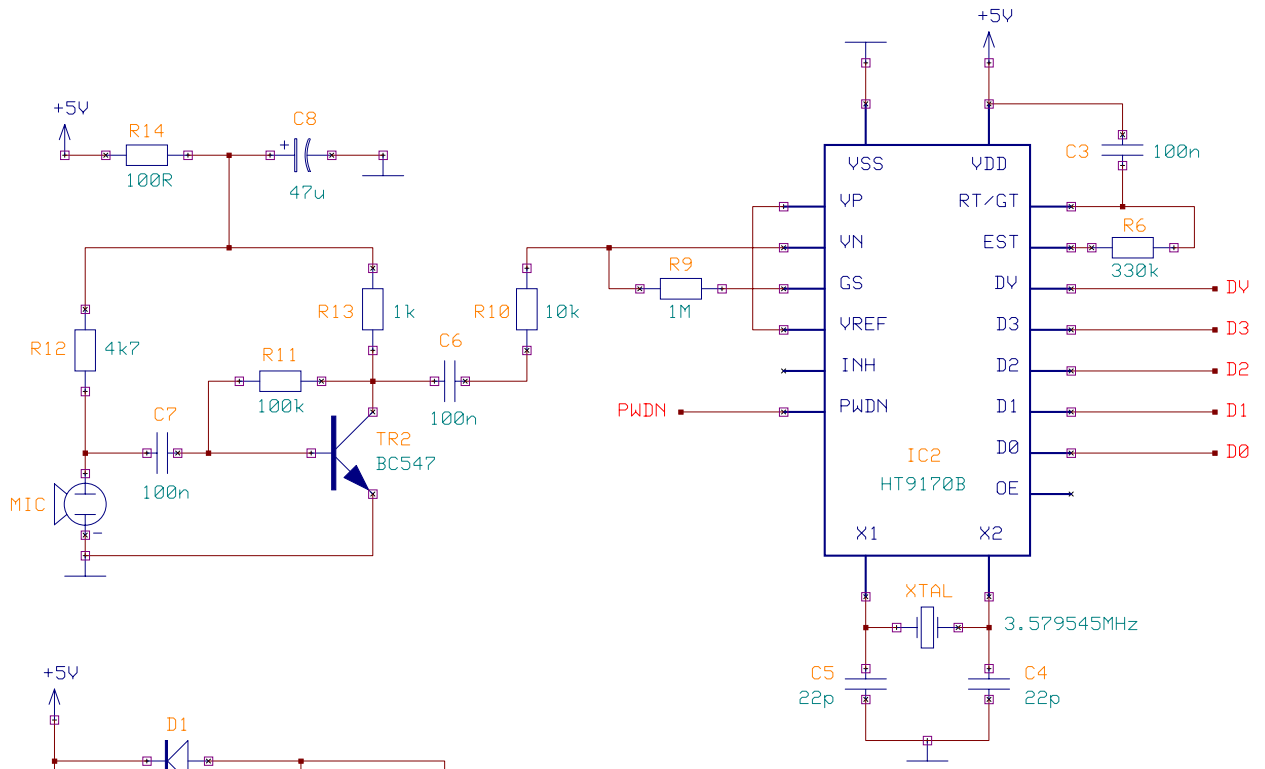 +5V
+5V
C8
R14
+
100R
47u
C3
100n
VSS
VDD
VP
RT/GT
VN
EST
R6
330k
R9
GS
DV
DV
1M
R13
1k
R10
10k
VREF
D3
D3
R12
4k7
C6
R11
INH
D2
D2
100k
100n
PWDN
PWDN
D1
D1
C7
TR2
BC547
D0
D0
IC2
HT9170B
100n
OE
MIC
–
X1
X2
XTAL
3.579545MHz
+5V
C5
C4
22p
22p
D1